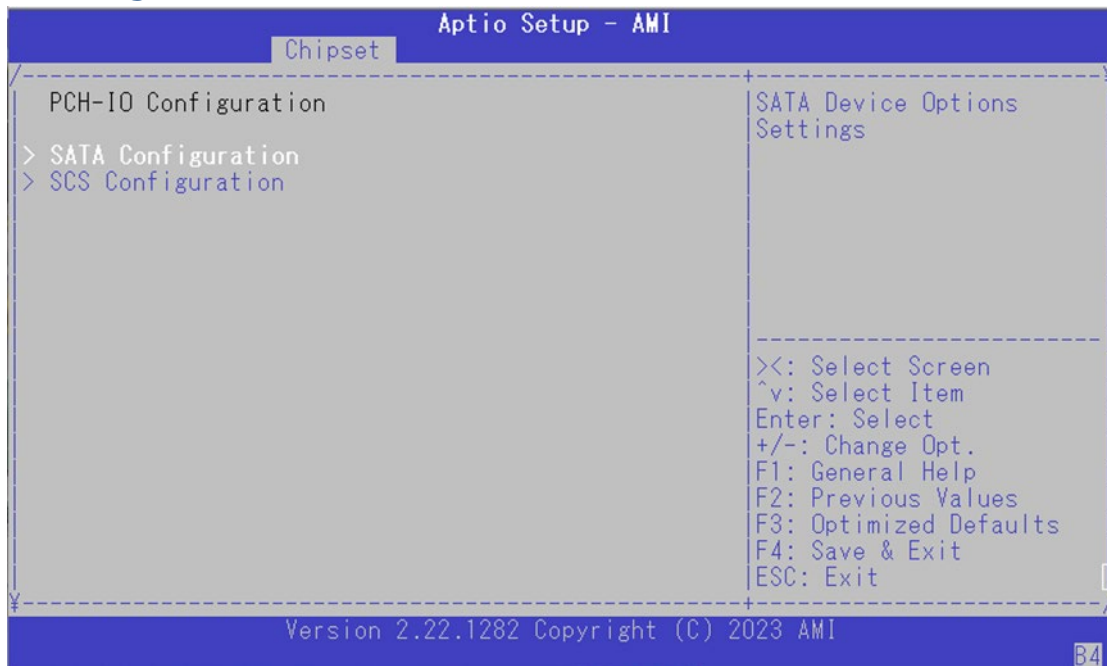 Aptio Setup - AMI
Chipset
PCH-IO Configuration
> SATA Configuration
> SCS Configuration
SATA Device Options
Settings
><: Select Screen
^v: Select Item
Enter: Select
+/-: Change Opt.
F1: General Help
F2: Previous Values
F3: Optimized Defaults
F4: Save & Exit
ESC: Exit
Version 2.22.1282 Copyright (C) 2023 AMI
B4